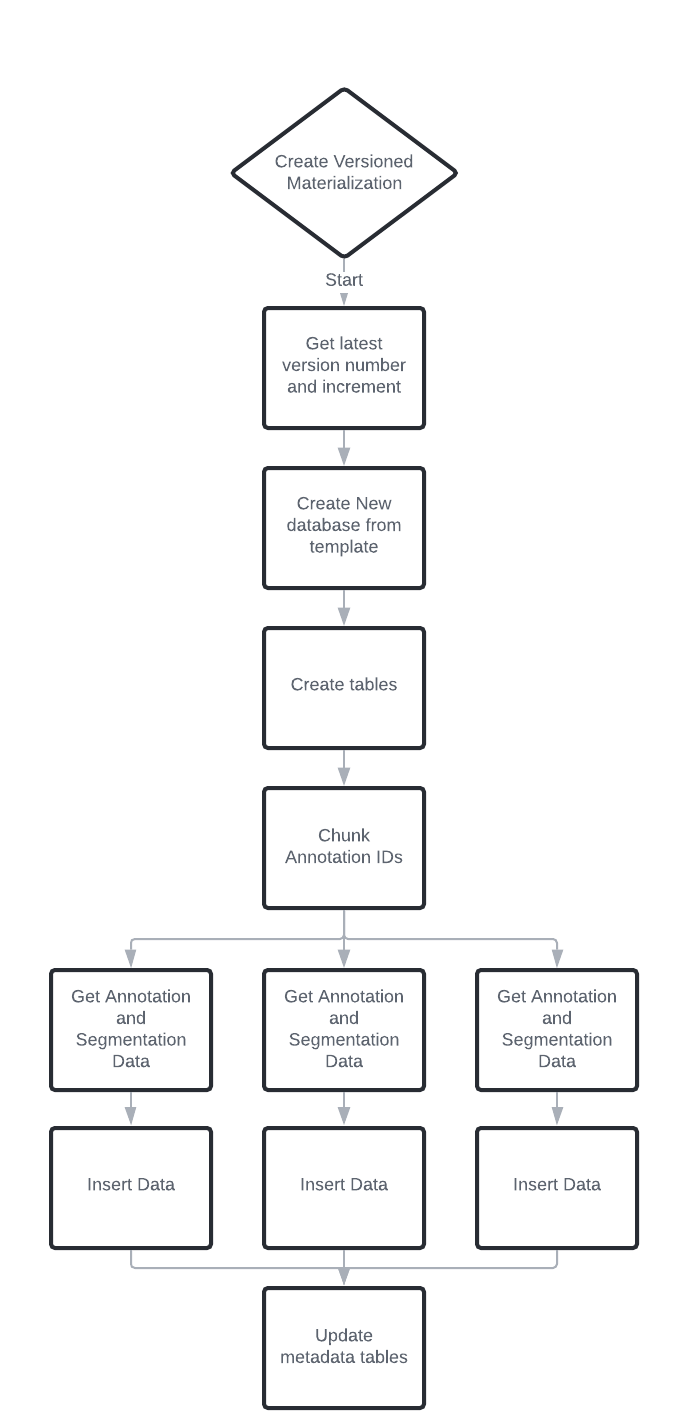 Create Versioned
Materialization
Start
Get latest
version number
and increment
Create New
database from
template
Create tables
Chunk
Annotation IDs
Get Annotation
and
Segmentation
Data
Get Annotation
and
Segmentation
Data
Get Annotation
and
Segmentation
Data
Insert Data
Insert Data
Insert Data
Update
metadata tables